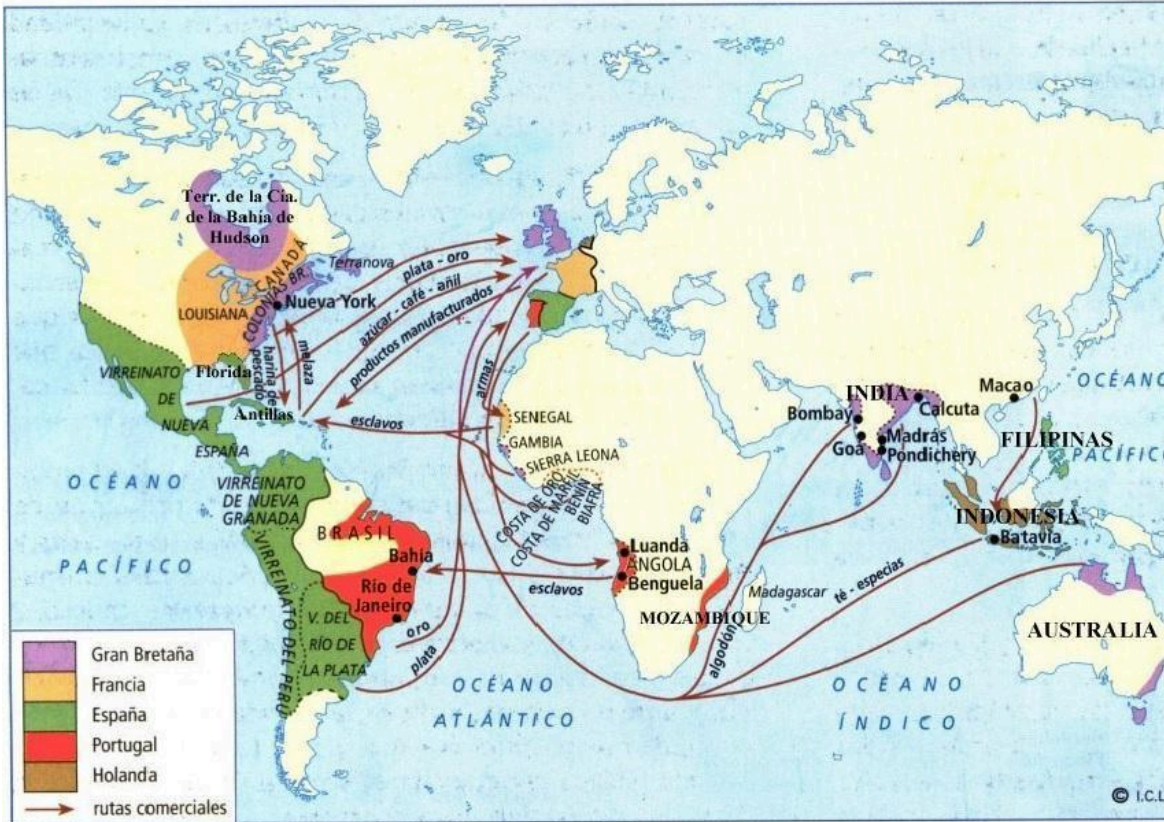 Terr. de la Cia.
de la Bahía de
Hudson
CANADÁ
Terranova
COLONIAS BR.
Nueva York
LOUISIANA
plata - oro
azúcar - café - añil
productos manufacturados
harina de
pescado
melaza
Florida
Antillas
VIRREINATO
DE
NUEVA
ESPAÑA
VIRREINATO
DE NUEVA
GRANADA
VIRREINATO DEL PERÚ
BRASIL
Bahía
Río de
Janeiro
V. DEL
RÍO DE
LA PLATA
oro
plata
armas
esclavos
SENEGAL
GAMBIA
SIERRA LEONA
COSTA DE ORO
COSTA DE MARFIL
BENÍN
BIAFRA
Luanda
ANGOLA
Benguela
esclavos
MOZAMBIQUE
Madagascar
algodón
té - especias
INDIA
Bombay
Calcuta
Goa
Madrás
Pondichery
Macao
FILIPINAS
INDONESIA
Batavia
AUSTRALIA
OCÉANO
PACÍFICO
OCÉANO
ATLÁNTICO
OCÉANO
ÍNDICO
OCÉANO
PACÍFICO
Gran Bretaña
Francia
España
Portugal
Holanda
rutas comerciales
© I.C.L